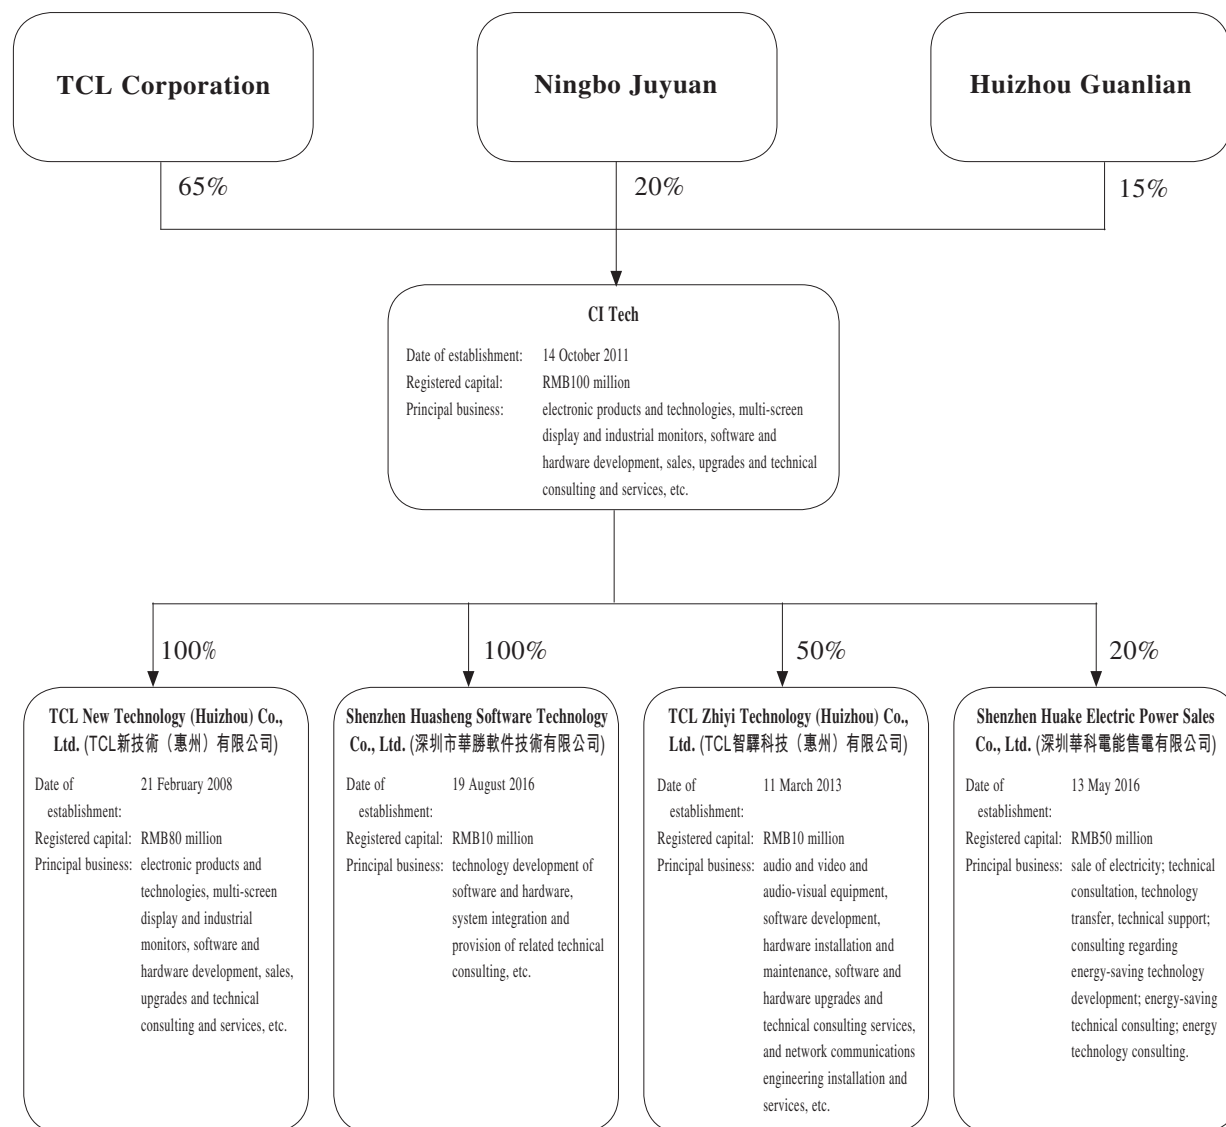 TCL Corporation
Ningbo Juyuan
Huizhou Guanlian
65%
20%
15%
CI Tech
Date of establishment: 14 October 2011
Registered capital: RMB100 million
Principal business: electronic products and technologies, multi-screen
display and industrial monitors, software and
hardware development, sales, upgrades and technical
consulting and services, etc.
100%
100%
50%
20%
TCL New Technology (Huizhou) Co.,
Ltd. (TCL新技術（惠州）有限公司)
Date of 21 February 2008
establishment:
Registered capital: RMB80 million
Principal business: electronic products and
technologies, multi-screen
display and industrial
monitors, software and
hardware development, sales,
upgrades and technical
consulting and services, etc.
Shenzhen Huasheng Software Technology
Co., Ltd. (深圳市華勝軟件技術有限公司)
Date of 19 August 2016
establishment:
Registered capital: RMB10 million
Principal business: technology development of
software and hardware,
system integration and
provision of related technical
consulting, etc.
TCL Zhiyi Technology (Huizhou) Co.,
Ltd. (TCL智驛科技（惠州）有限公司)
Date of 11 March 2013
establishment:
Registered capital: RMB10 million
Principal business: audio and video and
audio-visual equipment,
software development,
hardware installation and
maintenance, software and
hardware upgrades and
technical consulting services,
and network communications
engineering installation and
services, etc.
Shenzhen Huake Electric Power Sales
Co., Ltd. (深圳華科電能售電有限公司)
Date of 13 May 2016
establishment:
Registered capital: RMB50 million
Principal business: sale of electricity; technical
consultation, technology
transfer, technical support;
consulting regarding
energy-saving technology
development; energy-saving
technical consulting; energy
technology consulting.